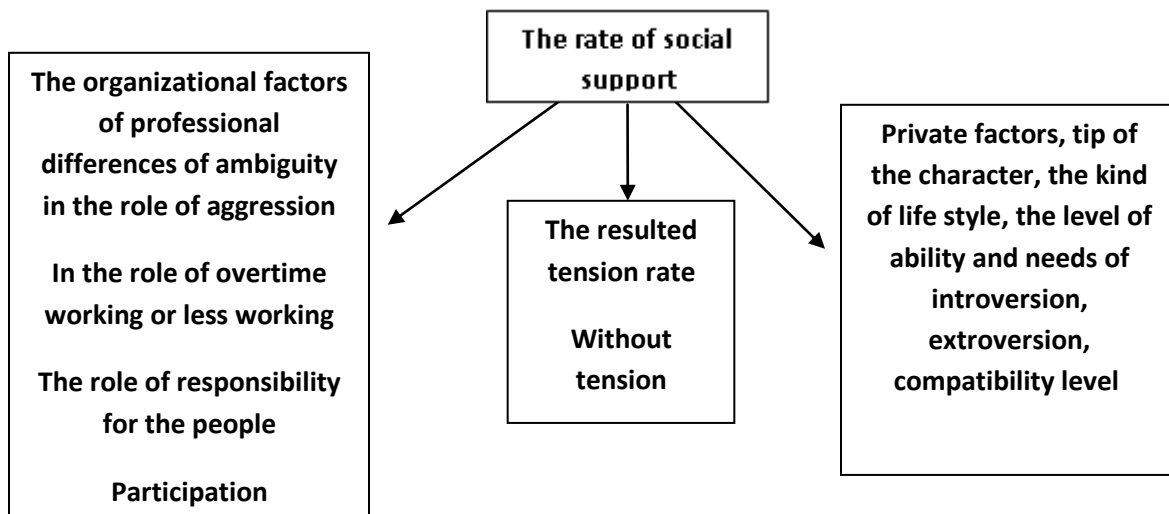 The rate of social
support
The organizational factors
of professional
differences of ambiguity
in the role of aggression
In the role of overtime
working or less working
The role of responsibility
for the people
Participation
The resulted
tension rate
Without
tension
Private factors, tip of
the character, the kind
of life style, the level of
ability and needs of
introversion,
extroversion,
compatibility level